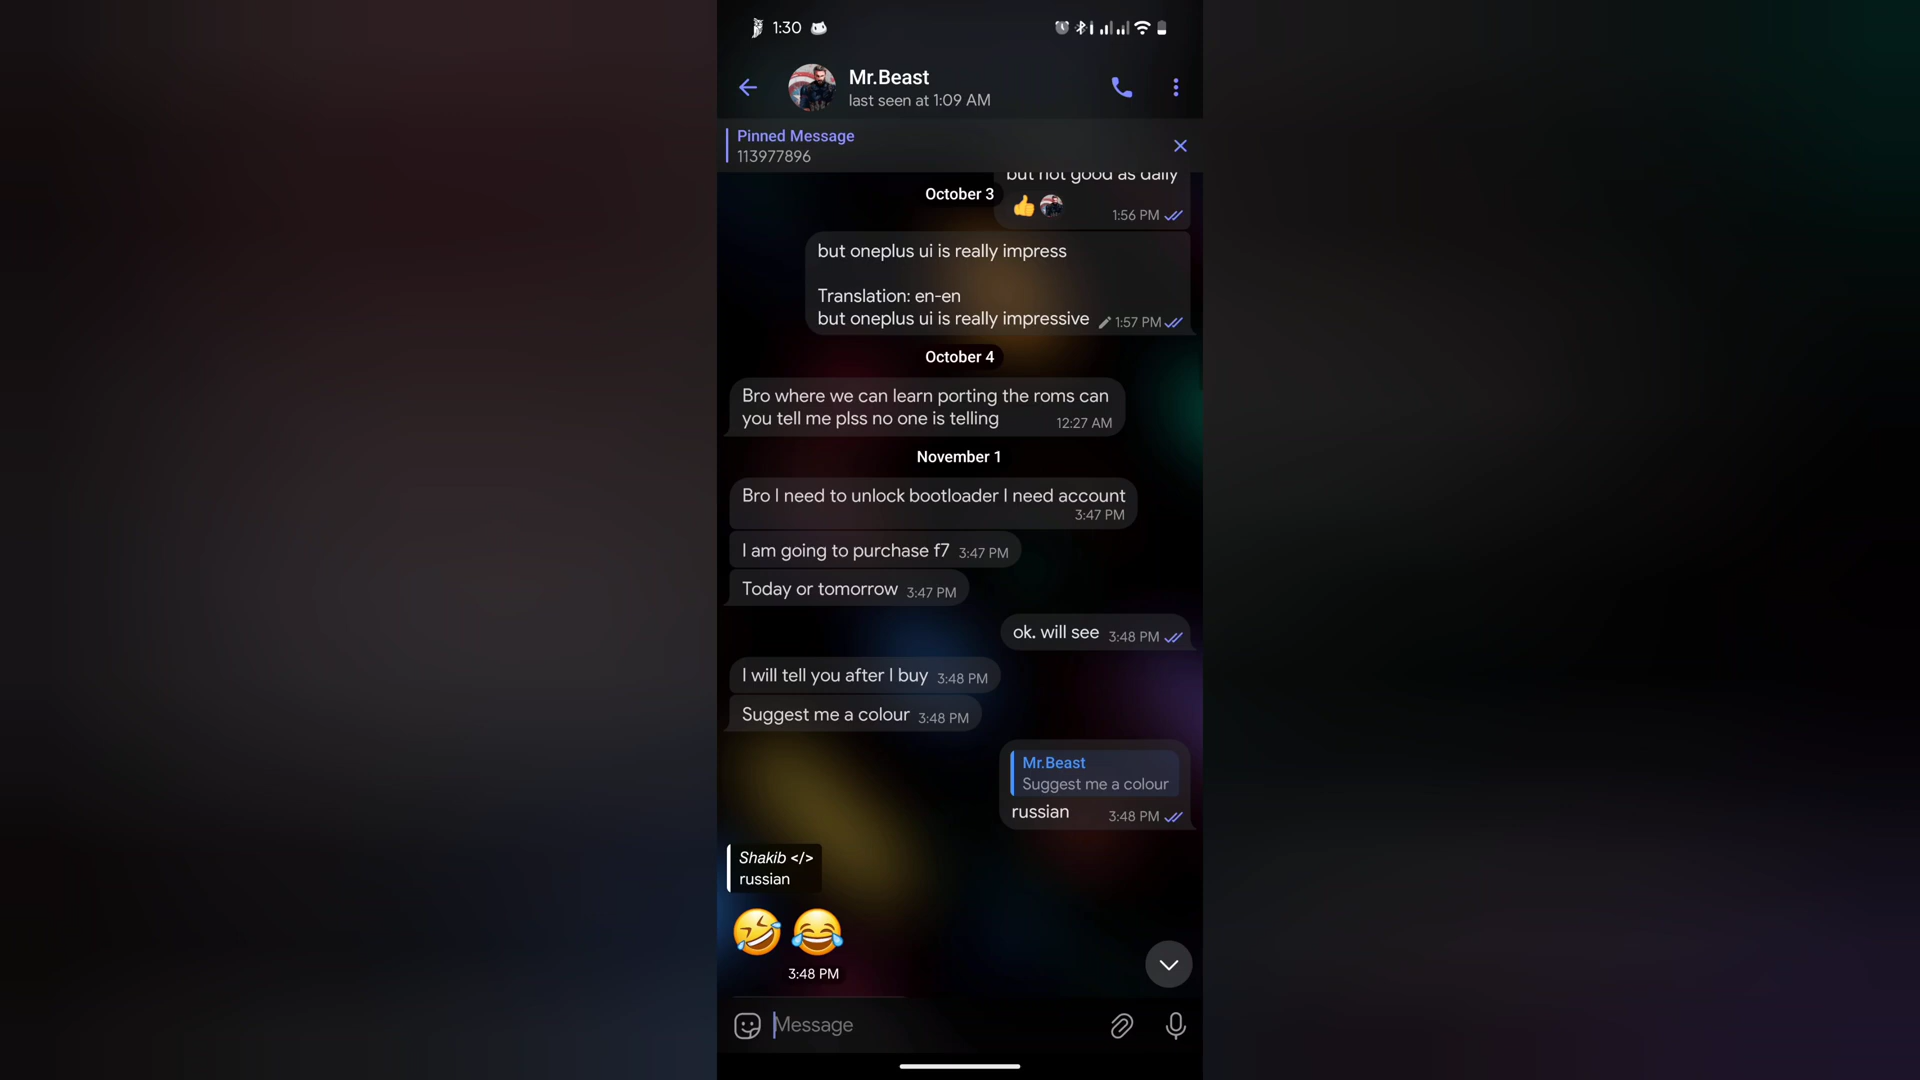 1:30
Mr.Beast
last seen at 1:09 AM
Pinned Message
113977896
but not good as daily
October 3
1:56 PM
but oneplus ui is really impress
Translation: en-en
but oneplus ui is really impressive 1:57 PM
October 4
Bro where we can learn porting the roms can
you tell me plss no one is telling 12:27 AM
November 1
Bro I need to unlock bootloader I need account
3:47 PM
I am going to purchase f7 3:47 PM
Today or tomorrow 3:47 PM
ok. will see 3:48 PM
I will tell you after I buy 3:48 PM
Suggest me a colour 3:48 PM
Mr.Beast
Suggest me a colour
russian 3:48 PM
Shakib </>
russian
3:48 PM
Message